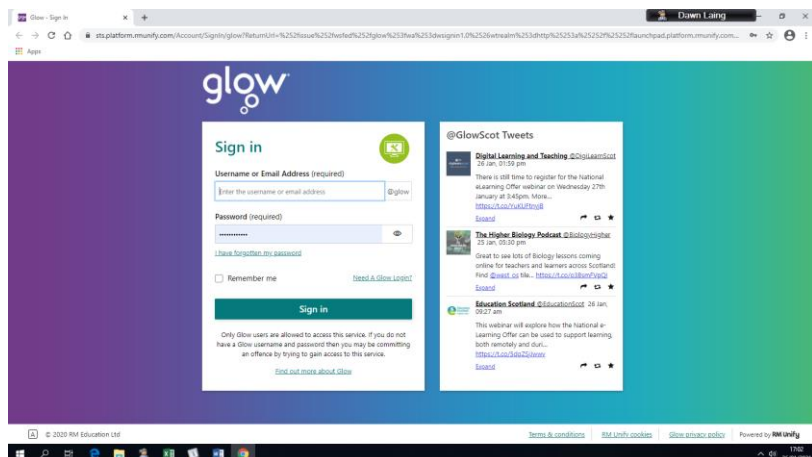 Glow - Sign in
Dawn Laing
Apps
glow
Sign in
Username or Email Address (required)
Enter the username or email address
@glow
Password (required)
I have forgotten my password
Remember me
Need A Glow Login?
Sign in
Only Glow users are allowed to access this service. If you do not
have a Glow username and password then you may be committing
an offence by trying to gain access to this service.
Find out more about Glow
@GlowScot Tweets
Digital Learning and Teaching @DigiLearnScot
26 Jan, 01:59 pm
There is still time to register for the National
eLearning Offer webinar on Wednesday 27th
January at 3:45pm. More...
Expand
The Higher Biology Podcast @BiologyHigher
25 Jan, 05:30 pm
Great to see lots of Biology lessons coming
online for teachers and learners across Scotland!
Find @west_os tile...
Expand
Education Scotland @EducationScot 26 Jan,
09:27 am
This webinar will explore how the National e-
Learning Offer can be used to support learning,
both remotely and duri...
Expand
A © 2020 RM Education Ltd
Terms & conditions
RM Unify cookies
Glow privacy policy
Powered by RM Unify
17:02